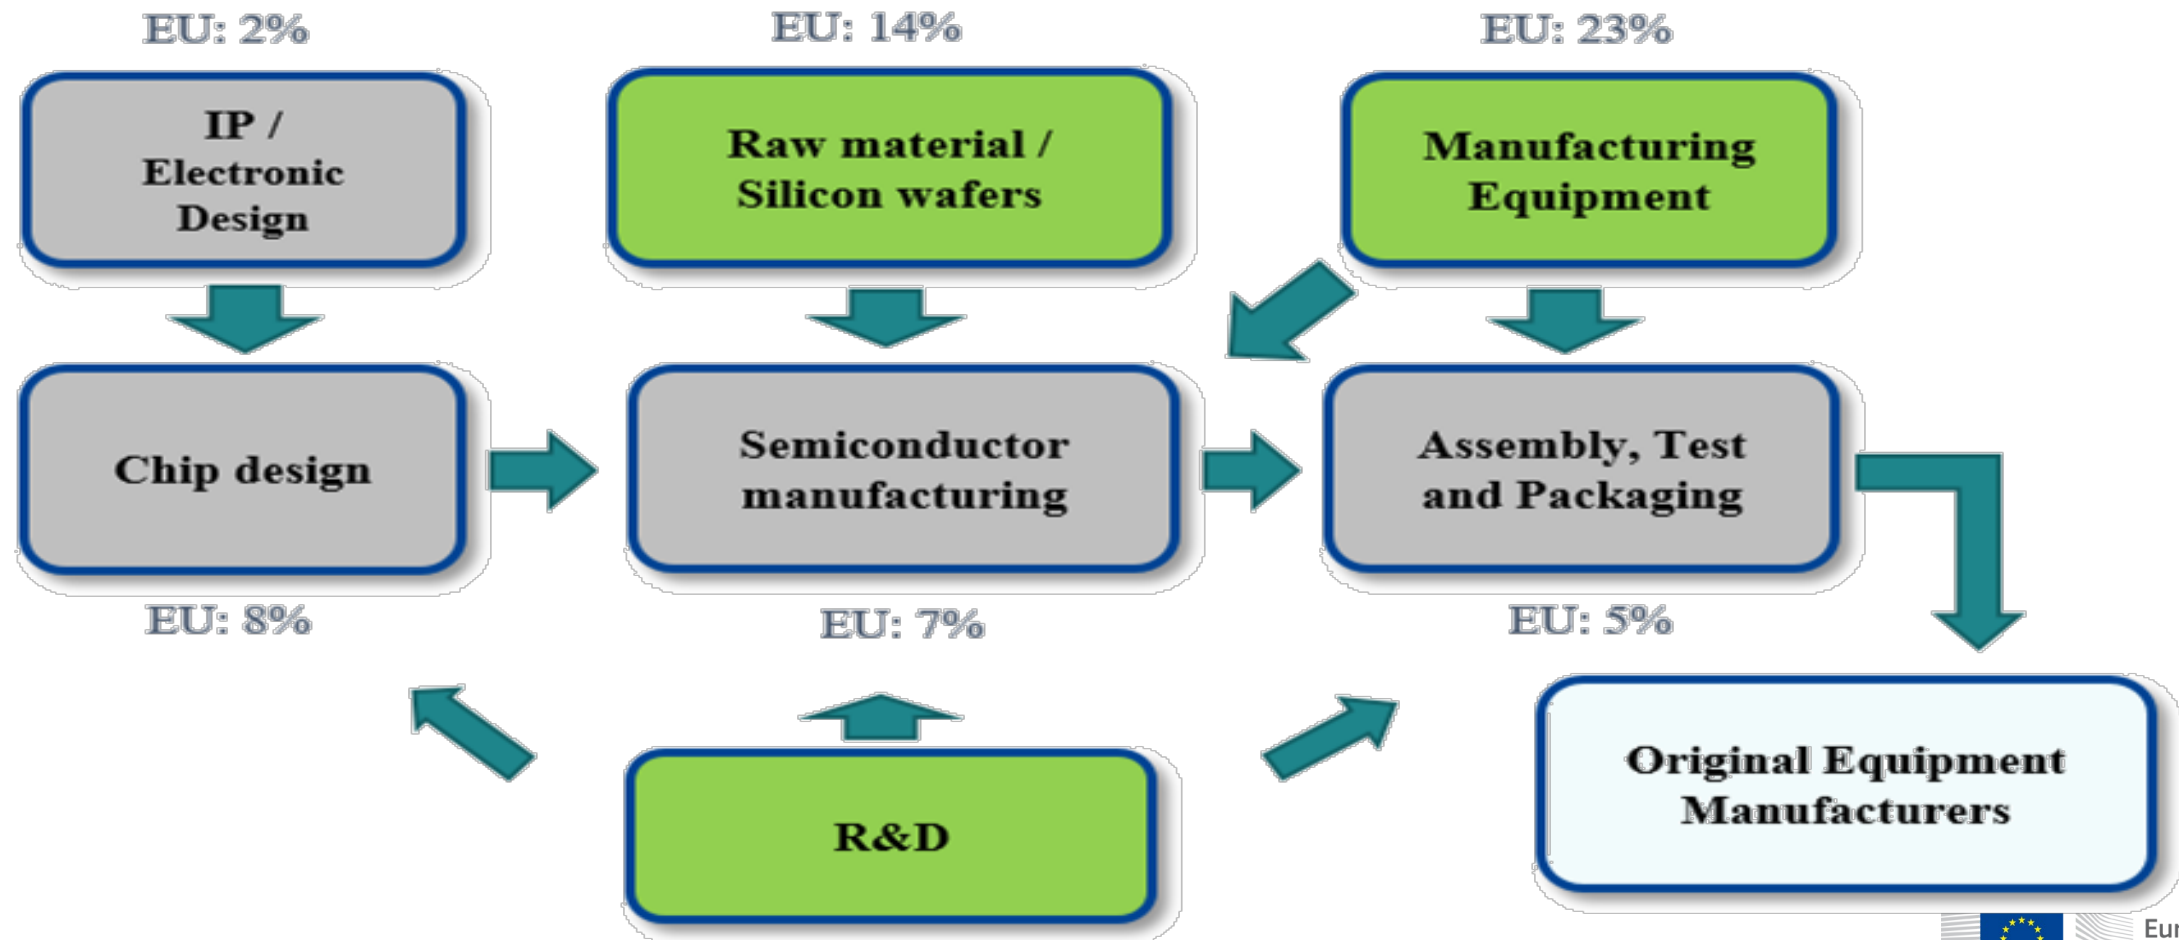 EU: 2%
EU: 14%
EU: 23%
IP /
Electronic
Design
Raw material /
Silicon wafers
Manufacturing
Equipment
Chip design
Semiconductor
manufacturing
Assembly, Test
and Packaging
EU: 8%
EU: 7%
EU: 5%
R&D
Original Equipment
Manufacturers
Eur